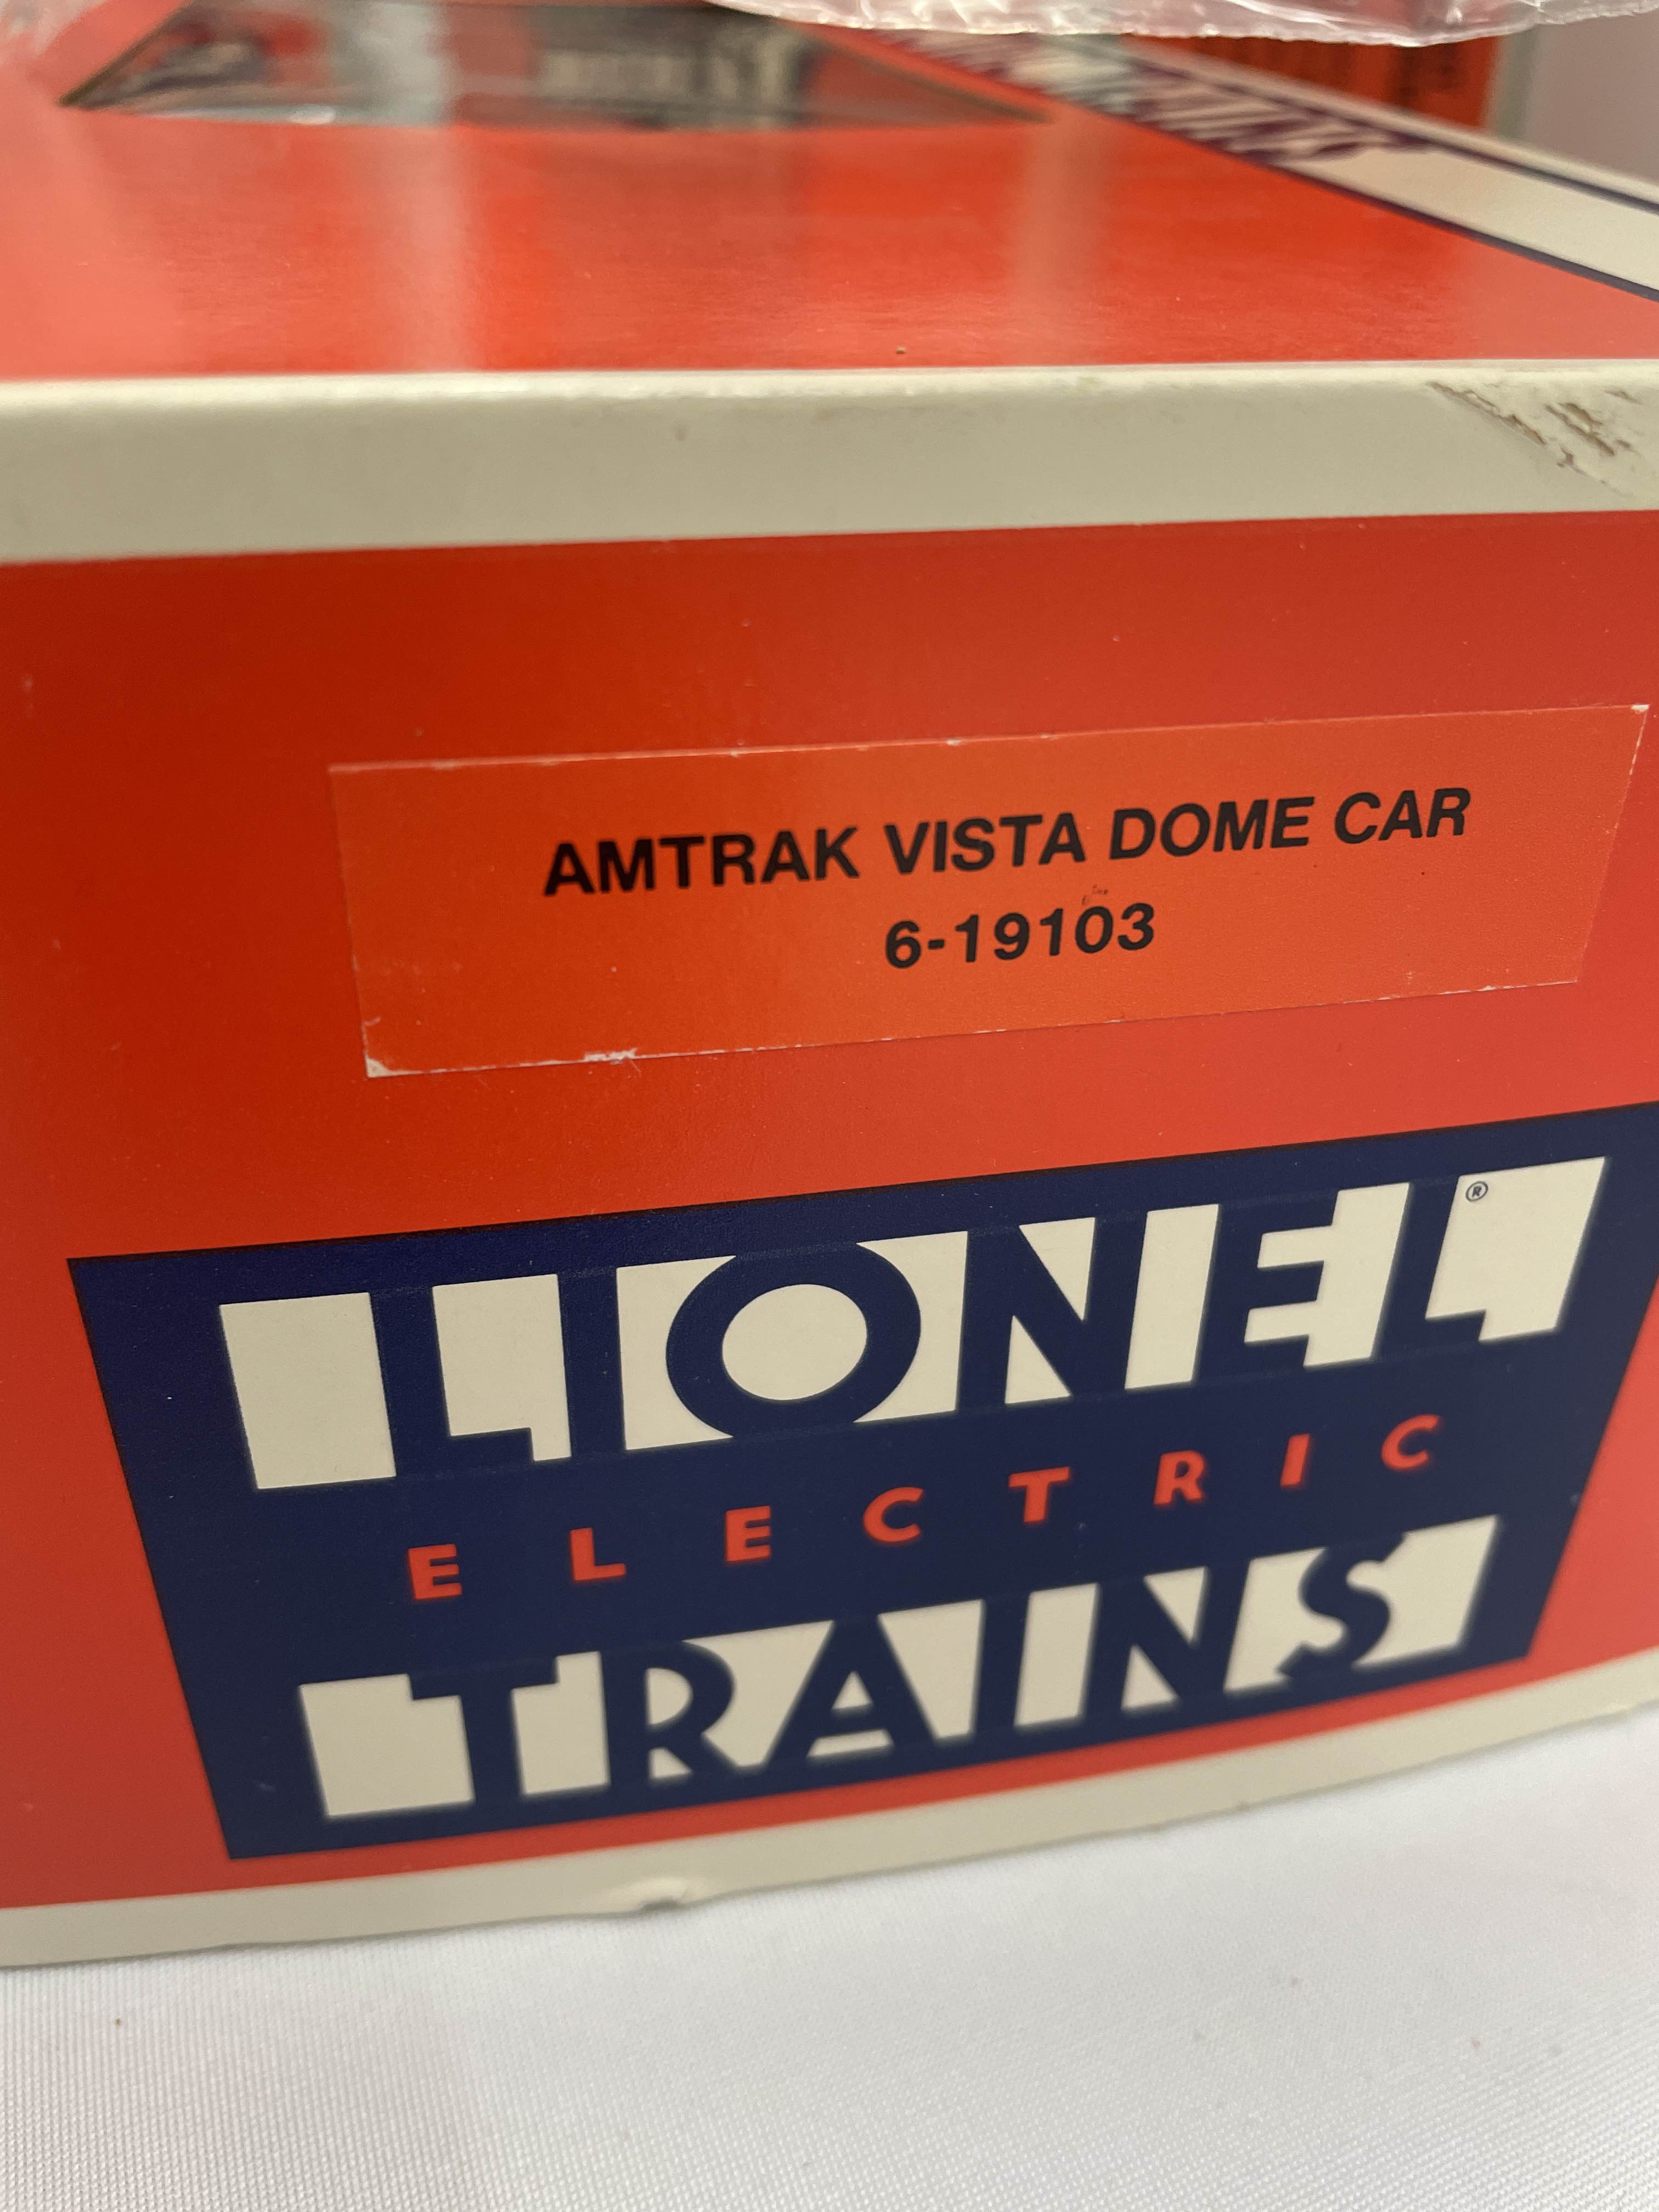 AMTRAK VISTA DOME CAR
6-19103
LIONEL®
ELECTRIC
TRAINS